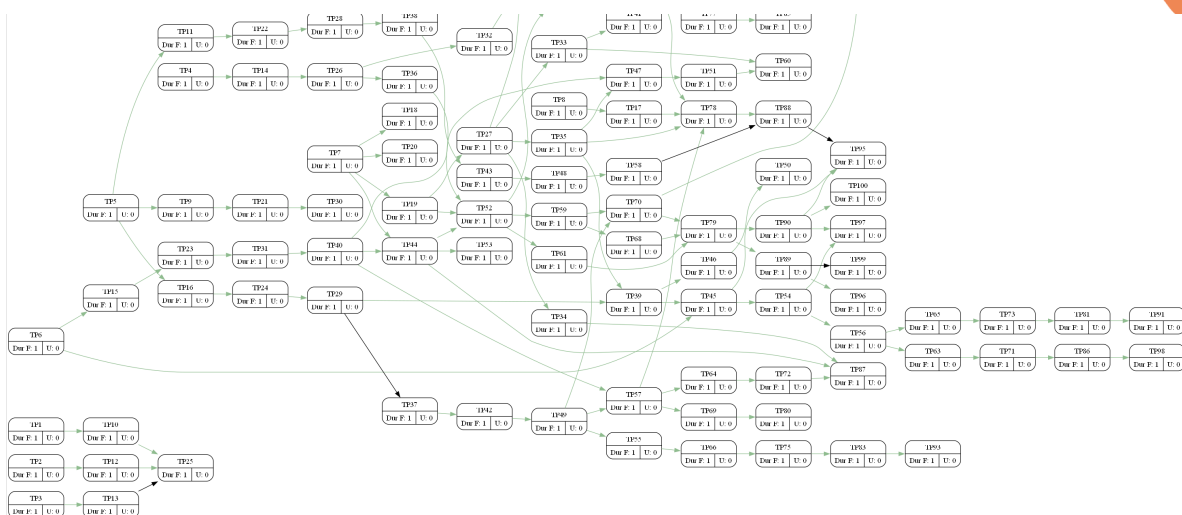 TP28
TP38
TP11
Dur F: 1 U: 0
TP22
Dur F: 1 U: 0
Dur F: 1 U: 0
Dur F: 1 U: 0
TP32
Dur F: 1 U: 0
TP33
Dur F: 1 U: 0
Dur F: 1 U: 0
Dur F: 1 U: 0
Dur F: 1 U: 0
TP4
Dur F: 1 U: 0
TP14
Dur F: 1 U: 0
TP26
Dur F: 1 U: 0
TP36
Dur F: 1 U: 0
TP47
Dur F: 1 U: 0
TP51
Dur F: 1 U: 0
TP60
Dur F: 1 U: 0
TP18
Dur F: 1 U: 0
TP8
Dur F: 1 U: 0
TP17
Dur F: 1 U: 0
TP78
Dur F: 1 U: 0
TP88
Dur F: 1 U: 0
TP7
Dur F: 1 U: 0
TP20
Dur F: 1 U: 0
TP27
Dur F: 1 U: 0
TP35
Dur F: 1 U: 0
TP95
Dur F: 1 U: 0
TP43
Dur F: 1 U: 0
TP48
Dur F: 1 U: 0
TP58
Dur F: 1 U: 0
TP50
Dur F: 1 U: 0
TP100
Dur F: 1 U: 0
TP5
Dur F: 1 U: 0
TP9
Dur F: 1 U: 0
TP21
Dur F: 1 U: 0
TP30
Dur F: 1 U: 0
TP19
Dur F: 1 U: 0
TP52
Dur F: 1 U: 0
TP59
Dur F: 1 U: 0
TP70
Dur F: 1 U: 0
TP79
Dur F: 1 U: 0
TP90
Dur F: 1 U: 0
TP97
Dur F: 1 U: 0
TP23
Dur F: 1 U: 0
TP31
Dur F: 1 U: 0
TP40
Dur F: 1 U: 0
TP44
Dur F: 1 U: 0
TP53
Dur F: 1 U: 0
TP61
Dur F: 1 U: 0
TP68
Dur F: 1 U: 0
TP46
Dur F: 1 U: 0
TP89
Dur F: 1 U: 0
TP99
Dur F: 1 U: 0
TP15
Dur F: 1 U: 0
TP16
Dur F: 1 U: 0
TP24
Dur F: 1 U: 0
TP29
Dur F: 1 U: 0
TP39
Dur F: 1 U: 0
TP45
Dur F: 1 U: 0
TP54
Dur F: 1 U: 0
TP96
Dur F: 1 U: 0
TP6
Dur F: 1 U: 0
TP34
Dur F: 1 U: 0
TP56
Dur F: 1 U: 0
TP65
Dur F: 1 U: 0
TP73
Dur F: 1 U: 0
TP81
Dur F: 1 U: 0
TP91
Dur F: 1 U: 0
TP63
Dur F: 1 U: 0
TP71
Dur F: 1 U: 0
TP86
Dur F: 1 U: 0
TP98
Dur F: 1 U: 0
TP64
Dur F: 1 U: 0
TP72
Dur F: 1 U: 0
TP87
Dur F: 1 U: 0
TP37
Dur F: 1 U: 0
TP42
Dur F: 1 U: 0
TP49
Dur F: 1 U: 0
TP57
Dur F: 1 U: 0
TP69
Dur F: 1 U: 0
TP80
Dur F: 1 U: 0
TP55
Dur F: 1 U: 0
TP66
Dur F: 1 U: 0
TP75
Dur F: 1 U: 0
TP83
Dur F: 1 U: 0
TP93
Dur F: 1 U: 0
TP1
Dur F: 1 U: 0
TP10
Dur F: 1 U: 0
TP2
Dur F: 1 U: 0
TP12
Dur F: 1 U: 0
TP25
Dur F: 1 U: 0
TP3
Dur F: 1 U: 0
TP13
Dur F: 1 U: 0